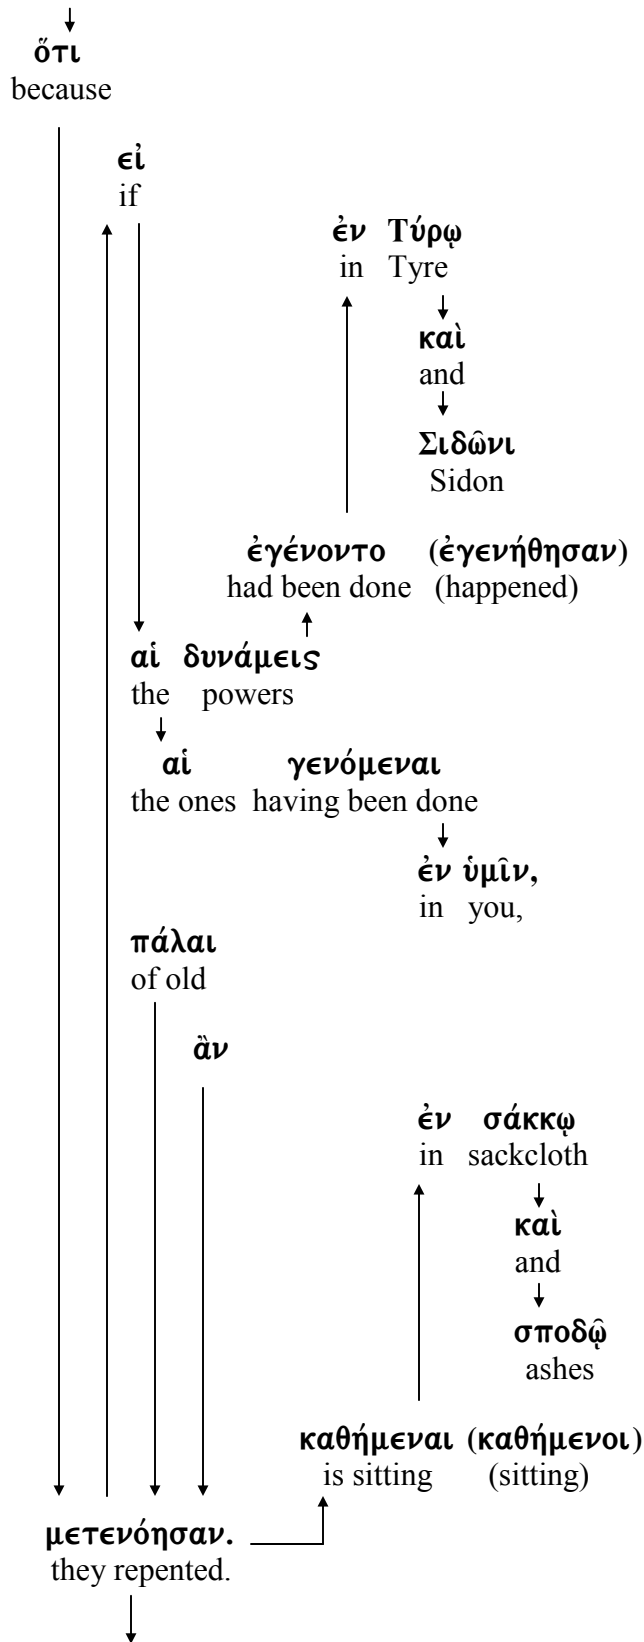 ὅτι
because
εἰ
if
ἐν Τύρῳ
in Tyre
καὶ
and
Σιδῶνι
Sidon
ἐγένοντο (ἐγενήθησαν)
had been done (happened)
αἱ δυνάμεις
the powers
αἱ γενόμεναι
the ones having been done
ἐν ὑμῖν,
in you,
πάλαι
of old
ἂν
ἐν σάκκῳ
in sackcloth
καὶ
and
σποδῷ
ashes
καθήμεναι (καθήμενοι)
is sitting (sitting)
μετενόησαν.
they repented.